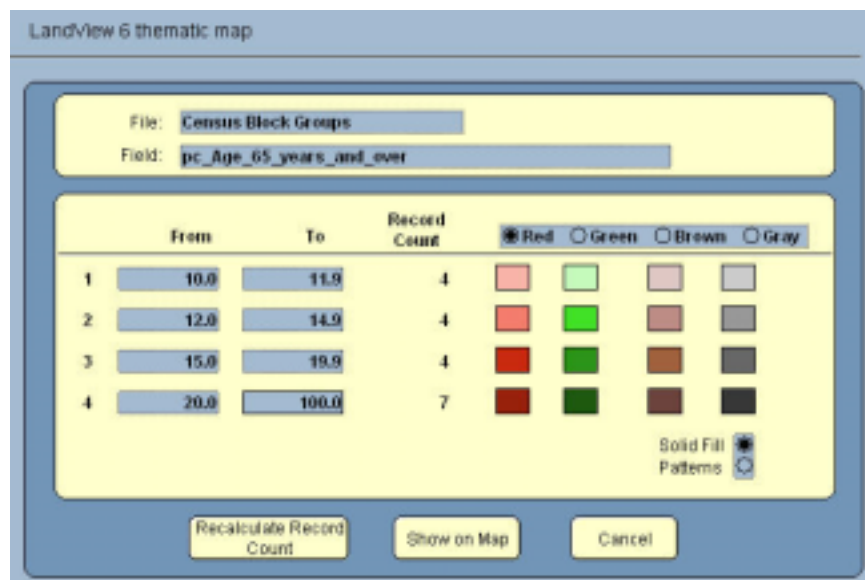 LandView 6 thematic map
File: Census Block Groups
Field: pc_Age_65_years_and_over
From To Record Count Red Green Brown Gray
1 10.0 11.9 4
2 12.0 14.9 4
3 15.0 19.9 4
4 20.0 100.0 7
Solid Fill
Patterns
Recalculate Record Count Show on Map Cancel